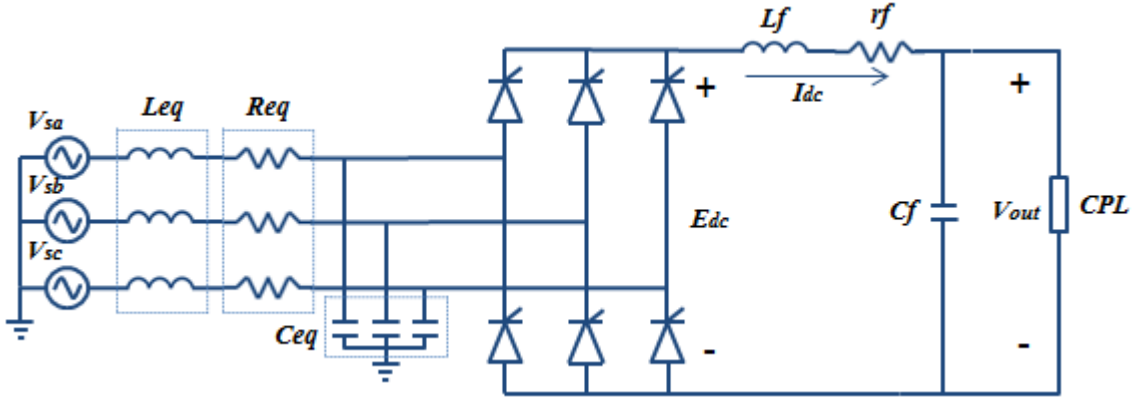 Lf
rf
+
Idc
+
Leq
Req
Vsa
Vsb
Edc
Cf
Vout
CPL
Vsc
Ceq
-
-